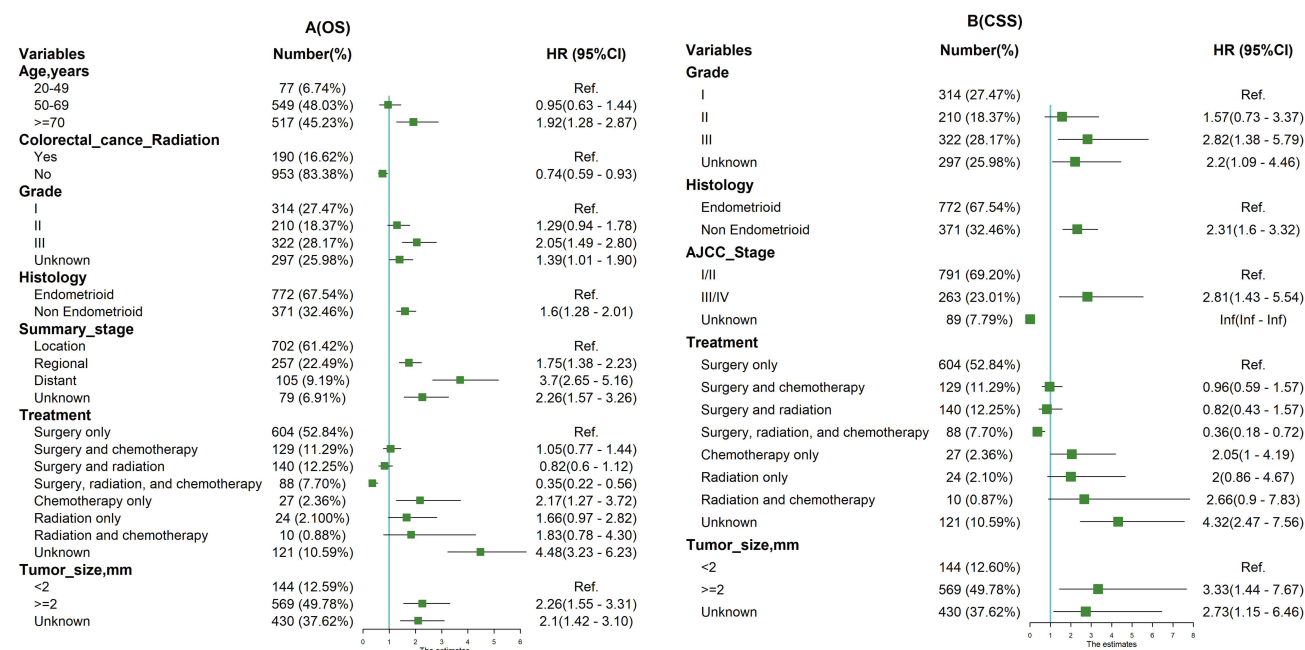 A(OS)
Variables Number(%) HR (95%CI)
Age,years
20-49 77 (6.74%) Ref.
50-69 549 (48.03%) 0.95(0.63 - 1.44)
>=70 517 (45.23%) 1.92(1.28 - 2.87)
Colorectal_cance_Radiation
Yes 190 (16.62%) Ref.
No 953 (83.38%) 0.74(0.59 - 0.93)
Grade
I 314 (27.47%) Ref.
II 210 (18.37%) 1.29(0.94 - 1.78)
III 322 (28.17%) 2.05(1.49 - 2.80)
Unknown 297 (25.98%) 1.39(1.01 - 1.90)
Histology
Endometrioid 772 (67.54%) Ref.
Non Endometrioid 371 (32.46%) 1.6(1.28 - 2.01)
Summary_stage
Location 702 (61.42%) Ref.
Regional 257 (22.49%) 1.75(1.38 - 2.23)
Distant 105 (9.19%) 3.7(2.65 - 5.16)
Unknown 79 (6.91%) 2.26(1.57 - 3.26)
Treatment
Surgery only 604 (52.84%) Ref.
Surgery and chemotherapy 129 (11.29%) 1.05(0.77 - 1.44)
Surgery and radiation 140 (12.25%) 0.82(0.6 - 1.12)
Surgery, radiation, and chemotherapy 88 (7.70%) 0.35(0.22 - 0.56)
Chemotherapy only 27 (2.36%) 2.17(1.27 - 3.72)
Radiation only 24 (2.100%) 1.66(0.97 - 2.82)
Radiation and chemotherapy 10 (0.88%) 1.83(0.78 - 4.30)
Unknown 121 (10.59%) 4.48(3.23 - 6.23)
Tumor_size,mm
<2 144 (12.59%) Ref.
>=2 569 (49.78%) 2.26(1.55 - 3.31)
Unknown 430 (37.62%) 2.1(1.42 - 3.10)
0 1 2 3 4 5 6
The estimates
B(CSS)
Variables Number(%) HR (95%CI)
Grade
I 314 (27.47%) Ref.
II 210 (18.37%) 1.57(0.73 - 3.37)
III 322 (28.17%) 2.82(1.38 - 5.79)
Unknown 297 (25.98%) 2.2(1.09 - 4.46)
Histology
Endometrioid 772 (67.54%) Ref.
Non Endometrioid 371 (32.46%) 2.31(1.6 - 3.32)
AJCC_Stage
I/II 791 (69.20%) Ref.
III/IV 263 (23.01%) 2.81(1.43 - 5.54)
Unknown 89 (7.79%) Inf(Inf - Inf)
Treatment
Surgery only 604 (52.84%) Ref.
Surgery and chemotherapy 129 (11.29%) 0.96(0.59 - 1.57)
Surgery and radiation 140 (12.25%) 0.82(0.43 - 1.57)
Surgery, radiation, and chemotherapy 88 (7.70%) 0.36(0.18 - 0.72)
Chemotherapy only 27 (2.36%) 2.05(1 - 4.19)
Radiation only 24 (2.10%) 2(0.86 - 4.67)
Radiation and chemotherapy 10 (0.87%) 2.66(0.9 - 7.83)
Unknown 121 (10.59%) 4.32(2.47 - 7.56)
Tumor_size,mm
<2 144 (12.60%) Ref.
>=2 569 (49.78%) 3.33(1.44 - 7.67)
Unknown 430 (37.62%) 2.73(1.15 - 6.46)
0 1 2 3 4 5 6 7 8
The estimates